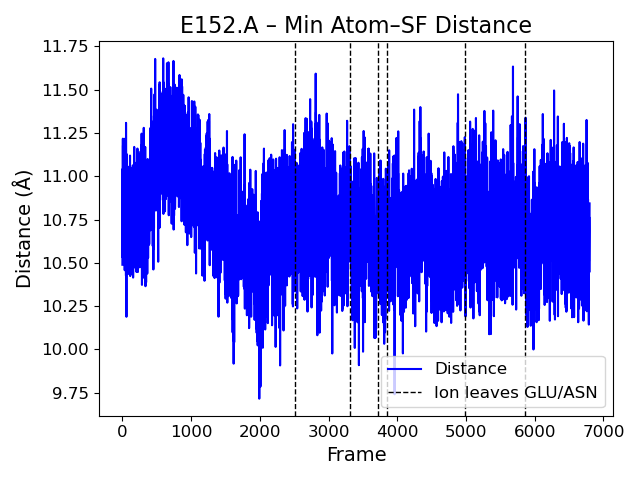 E152.A – Min Atom–SF Distance
11.75
11.50
11.25
11.00
10.75
10.50
10.25
10.00
9.75
Distance (Å)
Distance
Ion leaves GLU/ASN
0 1000 2000 3000 4000 5000 6000 7000
Frame